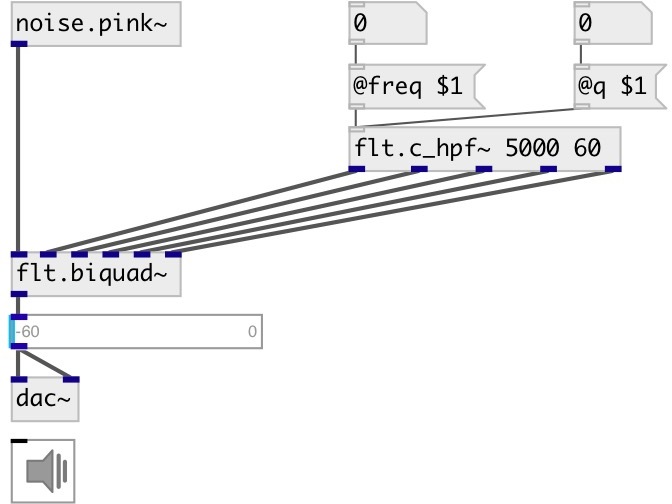 noise.pink~
0
0
@freq $1
@q $1
flt.c_hpf~ 5000 60
flt.biquad~
-60 0
dac~